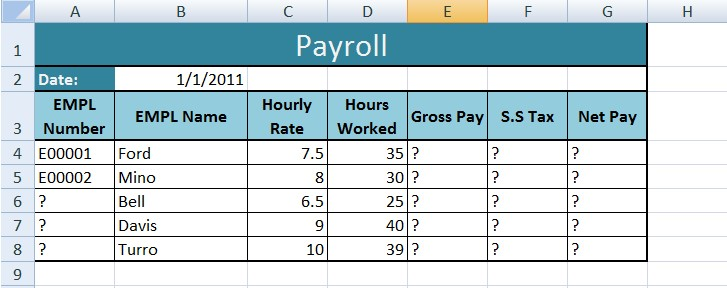 A B C D E F G H
1 Payroll
2 Date: 1/1/2011
3 EMPL Number EMPL Name Hourly Rate Hours Worked Gross Pay S.S Tax Net Pay
4 E00001 Ford 7.5 35 ? ? ?
5 E00002 Mino 8 30 ? ? ?
6 ? Bell 6.5 25 ? ? ?
7 ? Davis 9 40 ? ? ?
8 ? Turro 10 39 ? ? ?
9